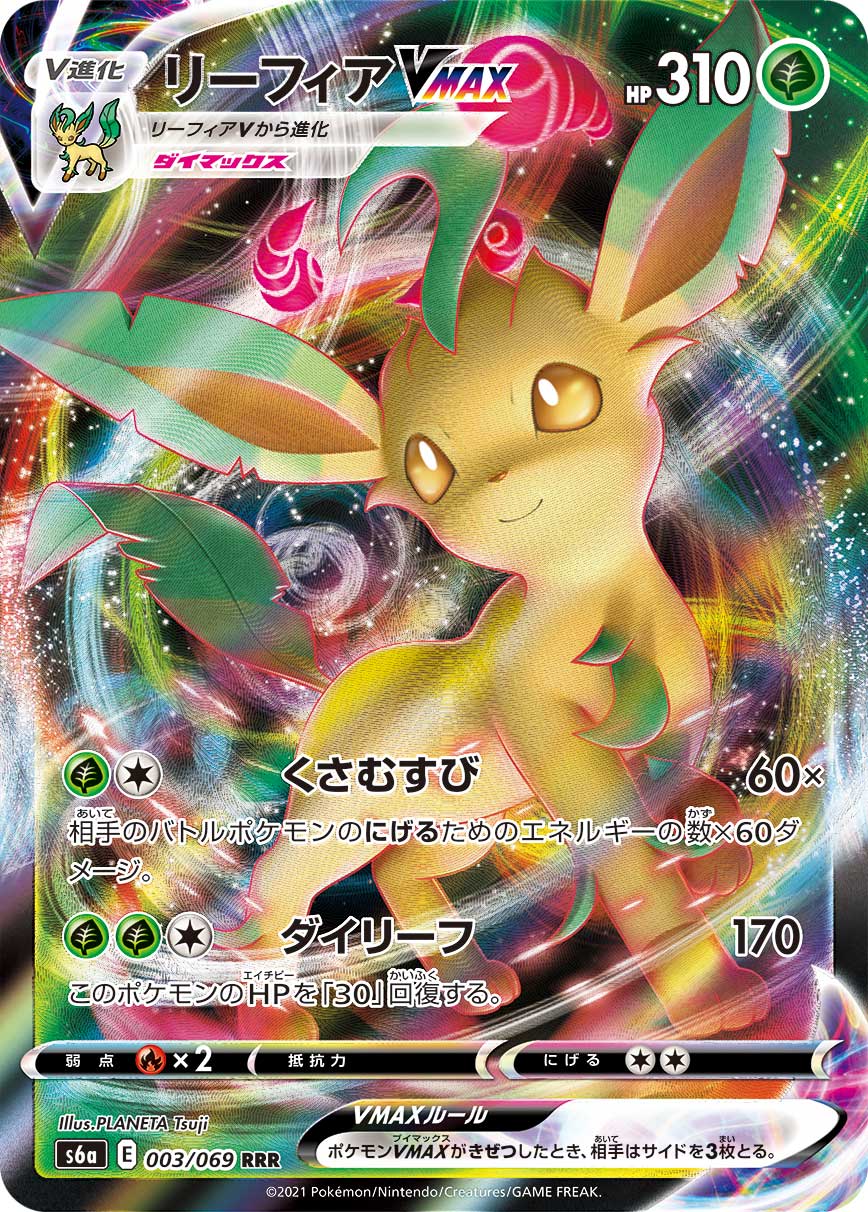 V進化
リーフィアVMAX
HP310
リーフィアVから進化
ダイマックス
くさむすび 60×
相手のバトルポケモンのにげるためのエネルギーの数×60ダ
メージ。
ダイリーフ 170
このポケモンのHPを「30」回復する。
弱点 ×2 抵抗力 にげる
Illus.PLANETA Tsuji
VMAXルール
ポケモンVMAXがきぜつしたとき、相手はサイドを3枚とる。
s6a E 003/069 RRR
©2021 Pokémon/Nintendo/Creatures/GAME FREAK.